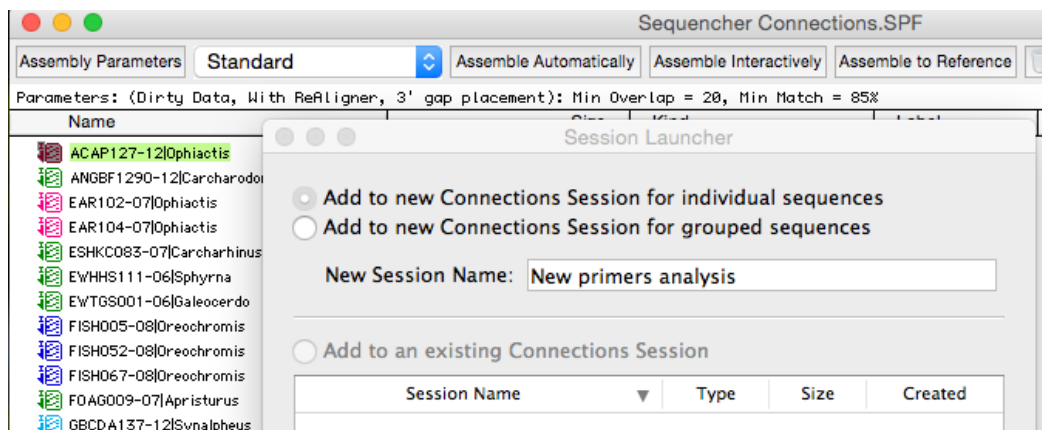 Sequencher Connections.SPF
Assembly Parameters Standard Assemble Automatically Assemble Interactively Assemble to Reference
Parameters: (Dirty Data, With ReAligner, 3' gap placement): Min Overlap = 20, Min Match = 85%
Name Size Kind Label
Session Launcher
ACAP127-12|Ophiactis
ANGBF1290-12|Carcharodo
EAR102-07|Ophiactis
EAR104-07|Ophiactis
ESHKC083-07|Carcharhinus
EWHHS111-06|Sphyrna
EWTGS001-06|Galeocerdo
FISH005-08|Oreochromis
FISH052-08|Oreochromis
FISH067-08|Oreochromis
FOAG009-07|Apristurus
GBCDA137-12|Synalpheus
Add to new Connections Session for individual sequences
Add to new Connections Session for grouped sequences
New Session Name: New primers analysis
Add to an existing Connections Session
Session Name Type Size Created